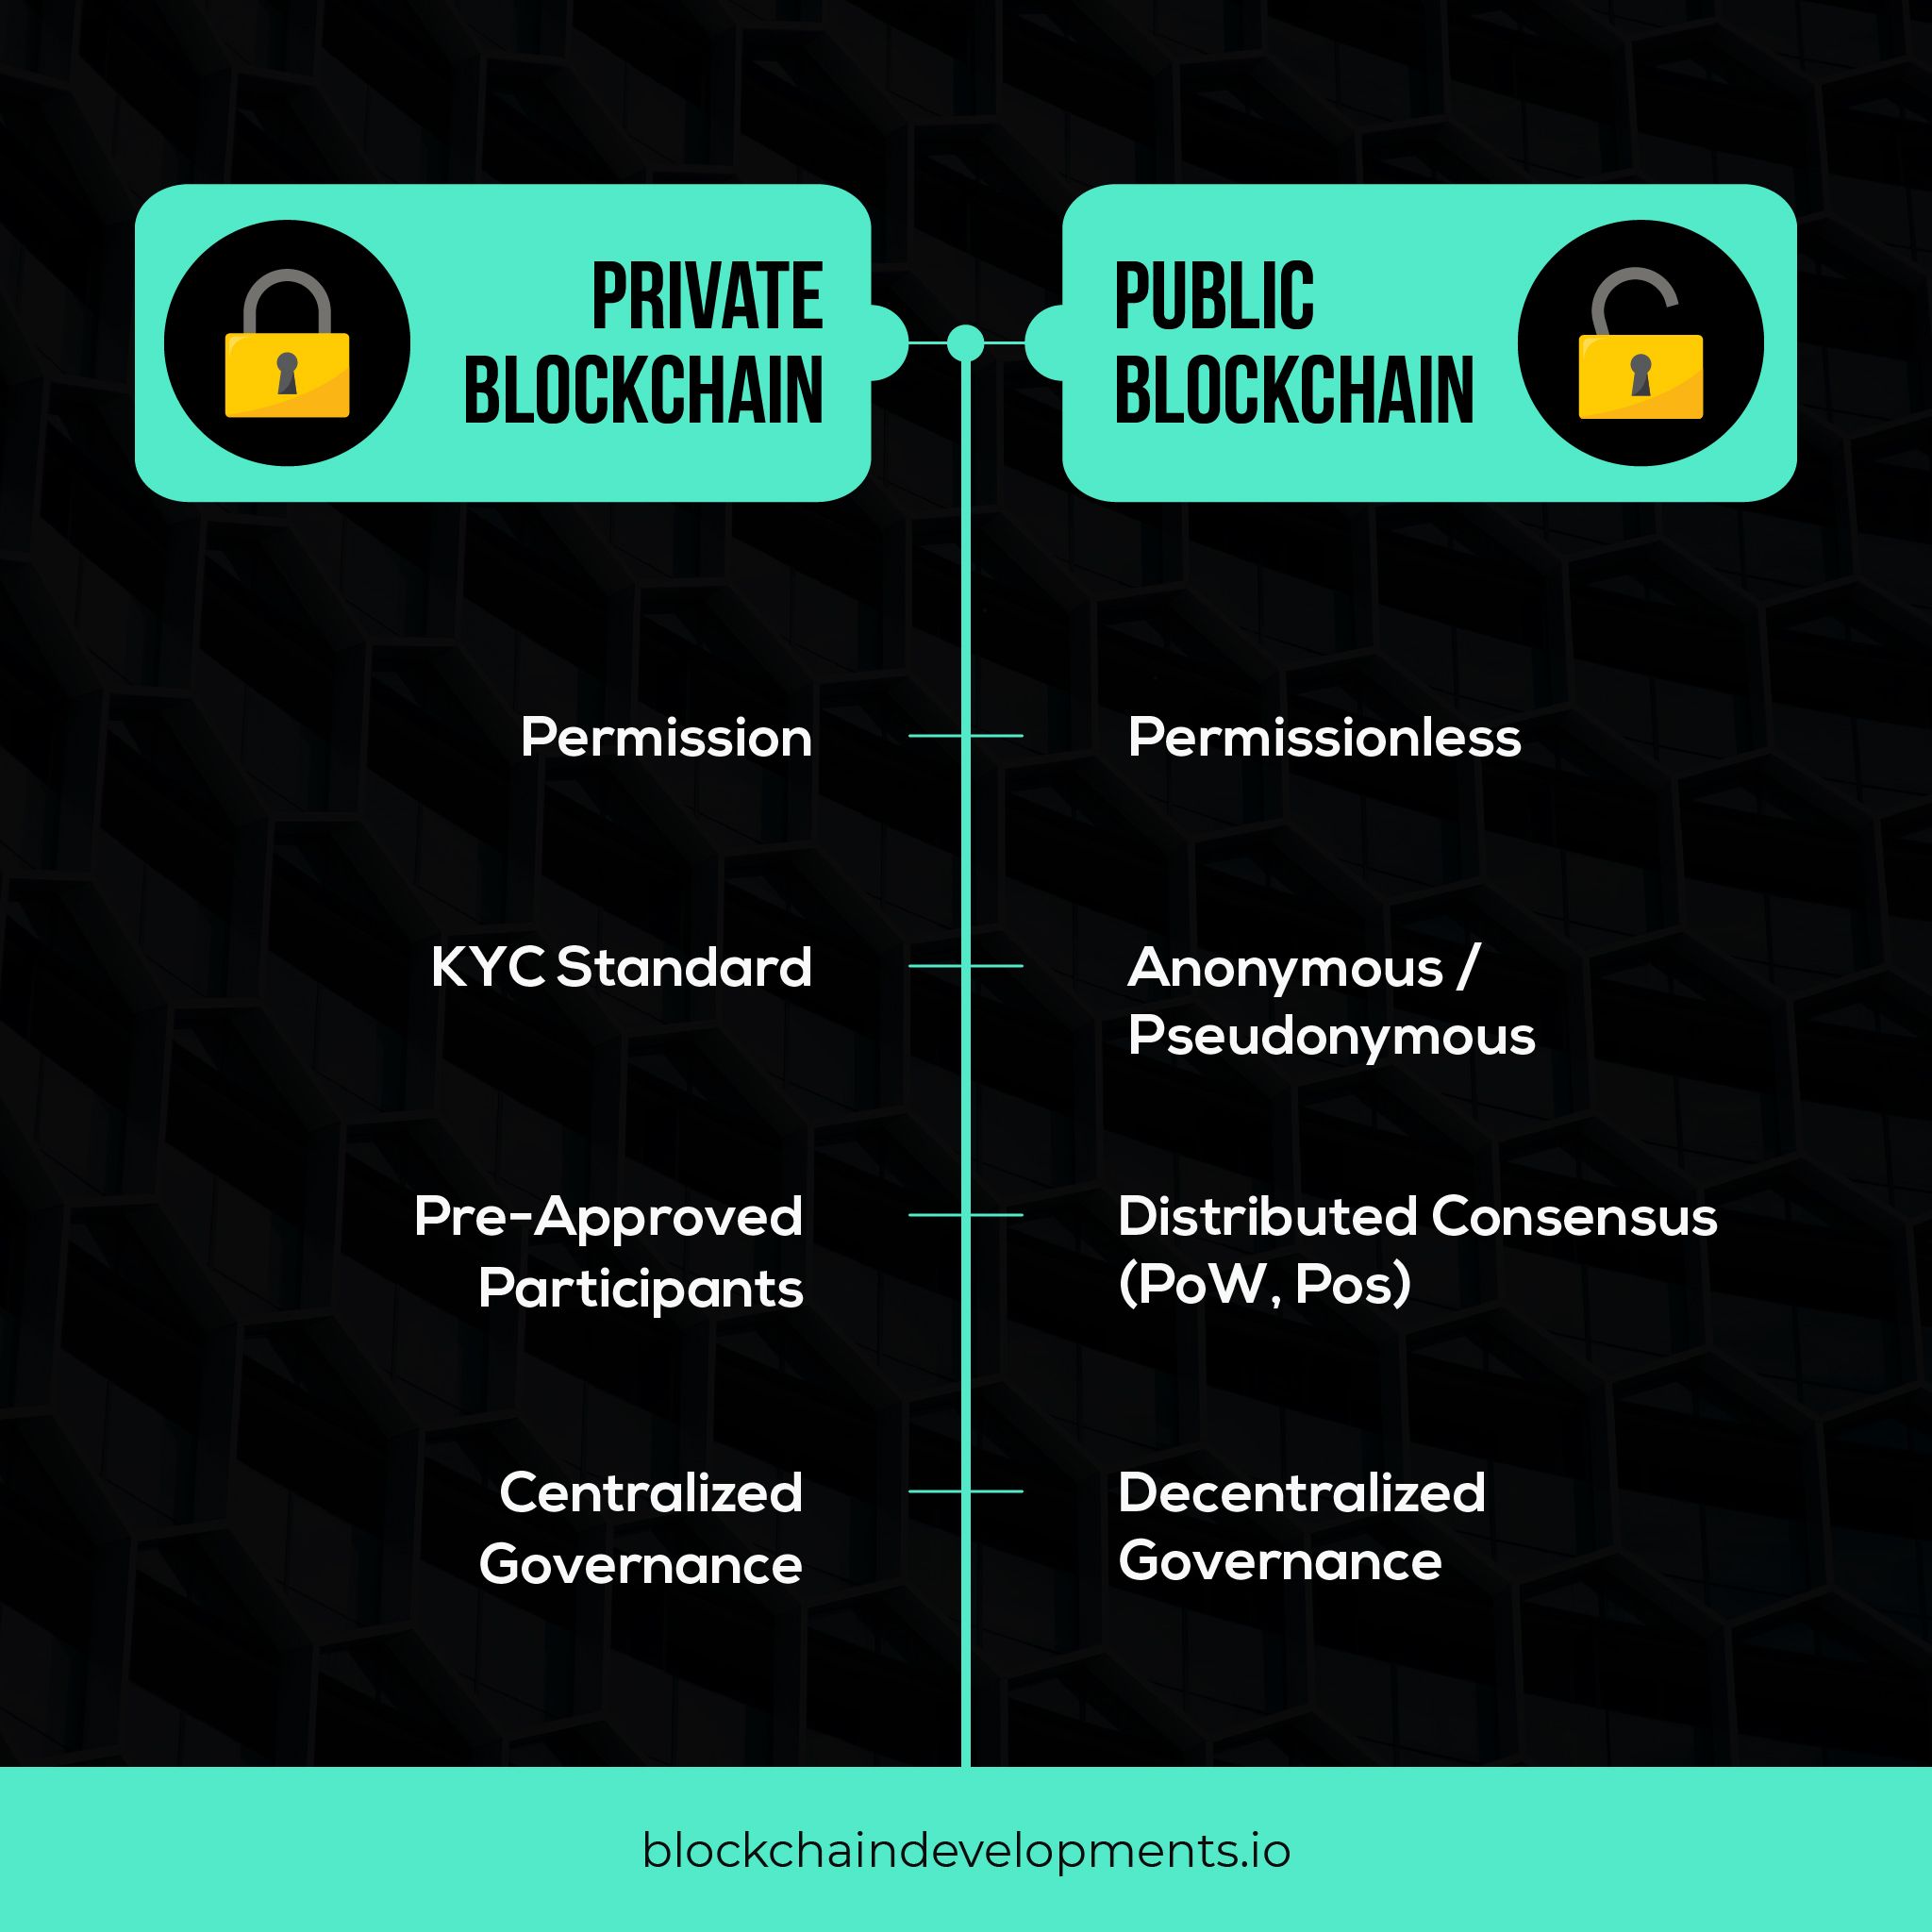 PRIVATE
BLOCKCHAIN
PUBLIC
BLOCKCHAIN
Permission
Permissionless
KYC Standard
Anonymous /
Pseudonymous
Pre-Approved
Participants
Distributed Consensus
(PoW, Pos)
Centralized
Governance
Decentralized
Governance
blockchaindevelopments.io